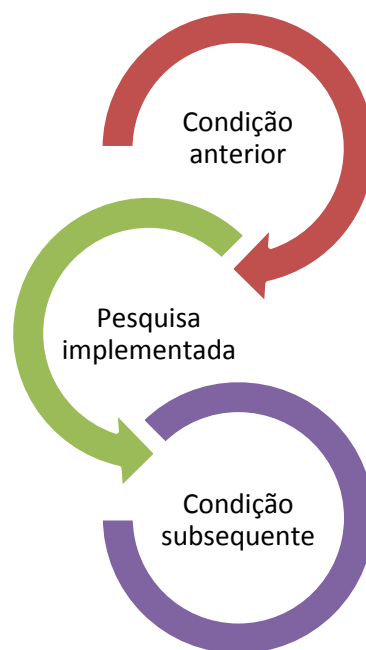 Condição
anterior
Pesquisa
implementada
Condição
subsequente